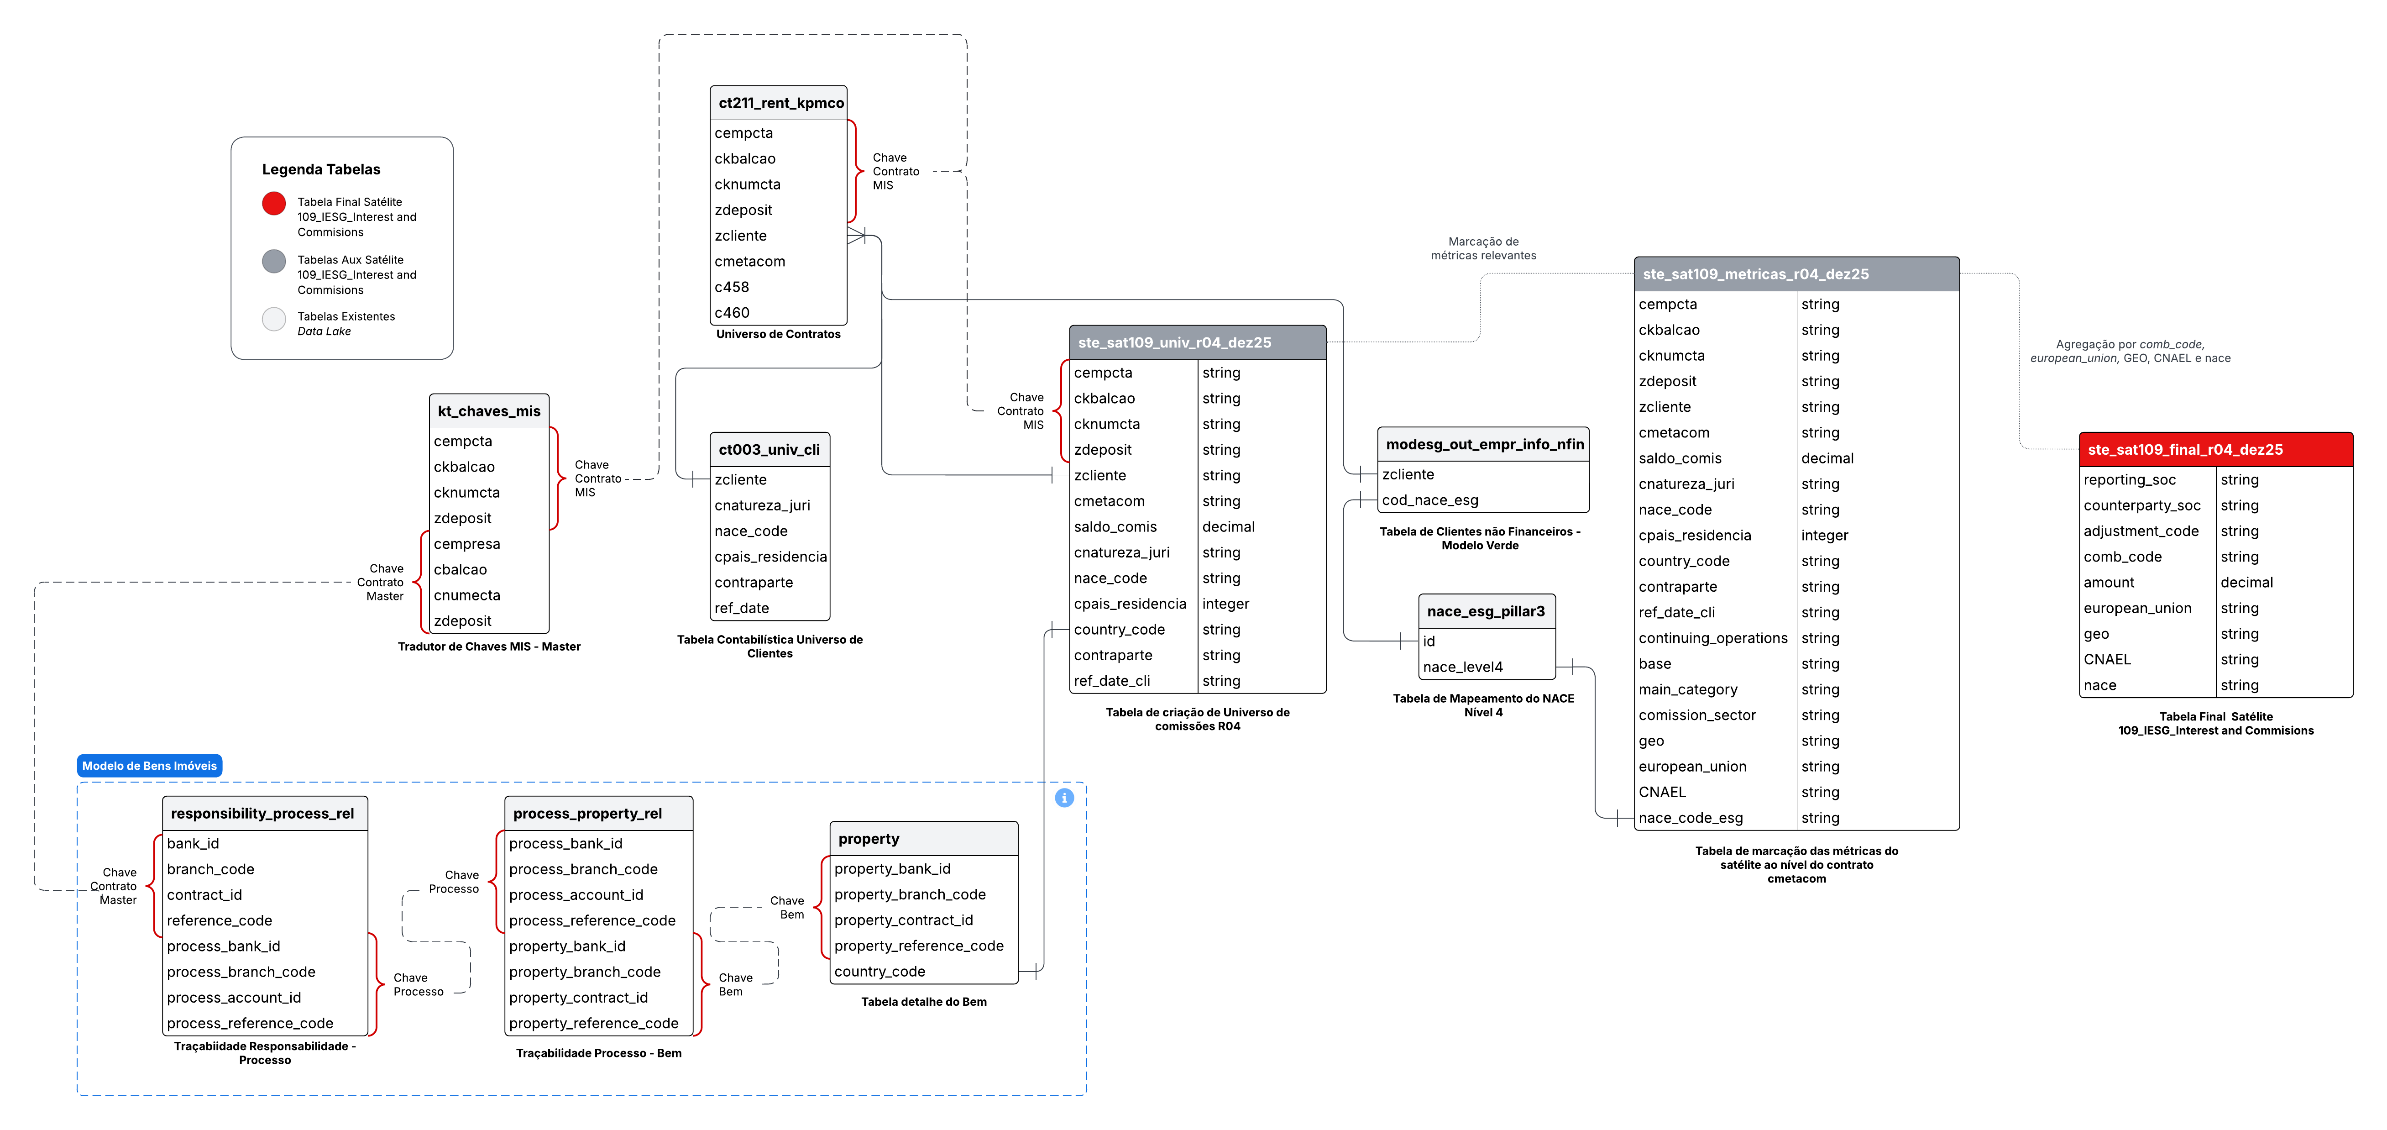 Legenda Tabelas
Tabela Final Satélite
109_IESG_Interest and
Commisions
Tabelas Aux Satélite
109_IESG_Interest and
Commisions
Tabelas Existentes
Data Lake
ct211_rent_kpmco
cempcta
ckbalcao
cknumcta
zdeposit
zcliente
cmetacom
c458
c460
Universo de Contratos
Chave
Contrato
MIS
kt_chaves_mis
cempcta
ckbalcao
cknumcta
zdeposit
cempresa
cbalcao
cnumecta
zdeposit
Tradutor de Chaves MIS - Master
Chave
Contrato
MIS
Chave
Contrato
Master
ct003_univ_cli
zcliente
cnatureza_juri
nace_code
cpais_residencia
contraparte
ref_date
Tabela Contabilística Universo de
Clientes
Chave
Contrato
MIS
ste_sat109_univ_r04_dez25
cempcta string
ckbalcao string
cknumcta string
zdeposit string
zcliente string
cmetacom string
saldo_comis decimal
cnatureza_juri string
nace_code string
cpais_residencia integer
country_code string
contraparte string
ref_date_cli string
Tabela de criação de Universo de
comissões R04
Marcação de
métricas relevantes
modesg_out_empr_info_nfin
zcliente
cod_nace_esg
Tabela de Clientes não Financeiros -
Modelo Verde
nace_esg_pillar3
id
nace_level4
Tabela de Mapeamento do NACE
Nível 4
ste_sat109_metricas_r04_dez25
cempcta string
ckbalcao string
cknumcta string
zdeposit string
zcliente string
cmetacom string
saldo_comis decimal
cnatureza_juri string
nace_code string
cpais_residencia integer
country_code string
contraparte string
ref_date_cli string
continuing_operations string
base string
main_category string
comission_sector string
geo string
european_union string
CNAEL string
nace_code_esg string
Tabela de marcação das métricas do
satélite ao nível do contrato
cmetacom
Agregação por comb_code,
european_union, GEO, CNAEL e nace
ste_sat109_final_r04_dez25
reporting_soc string
counterparty_soc string
adjustment_code string
comb_code string
amount decimal
european_union string
geo string
CNAEL string
nace string
Tabela Final Satélite
109_IESG_Interest and Commisions
Modelo de Bens Imóveis
i
Chave
Contrato
Master
responsibility_process_rel
bank_id
branch_code
contract_id
reference_code
process_bank_id
process_branch_code
process_account_id
process_reference_code
Traçabiidade Responsabilidade -
Processo
Chave
Processo
Chave
Processo
process_property_rel
process_bank_id
process_branch_code
process_account_id
process_reference_code
property_bank_id
property_branch_code
property_contract_id
property_reference_code
Traçabilidade Processo - Bem
Chave
Bem
Chave
Bem
property
property_bank_id
property_branch_code
property_contract_id
property_reference_code
country_code
Tabela detalhe do Bem